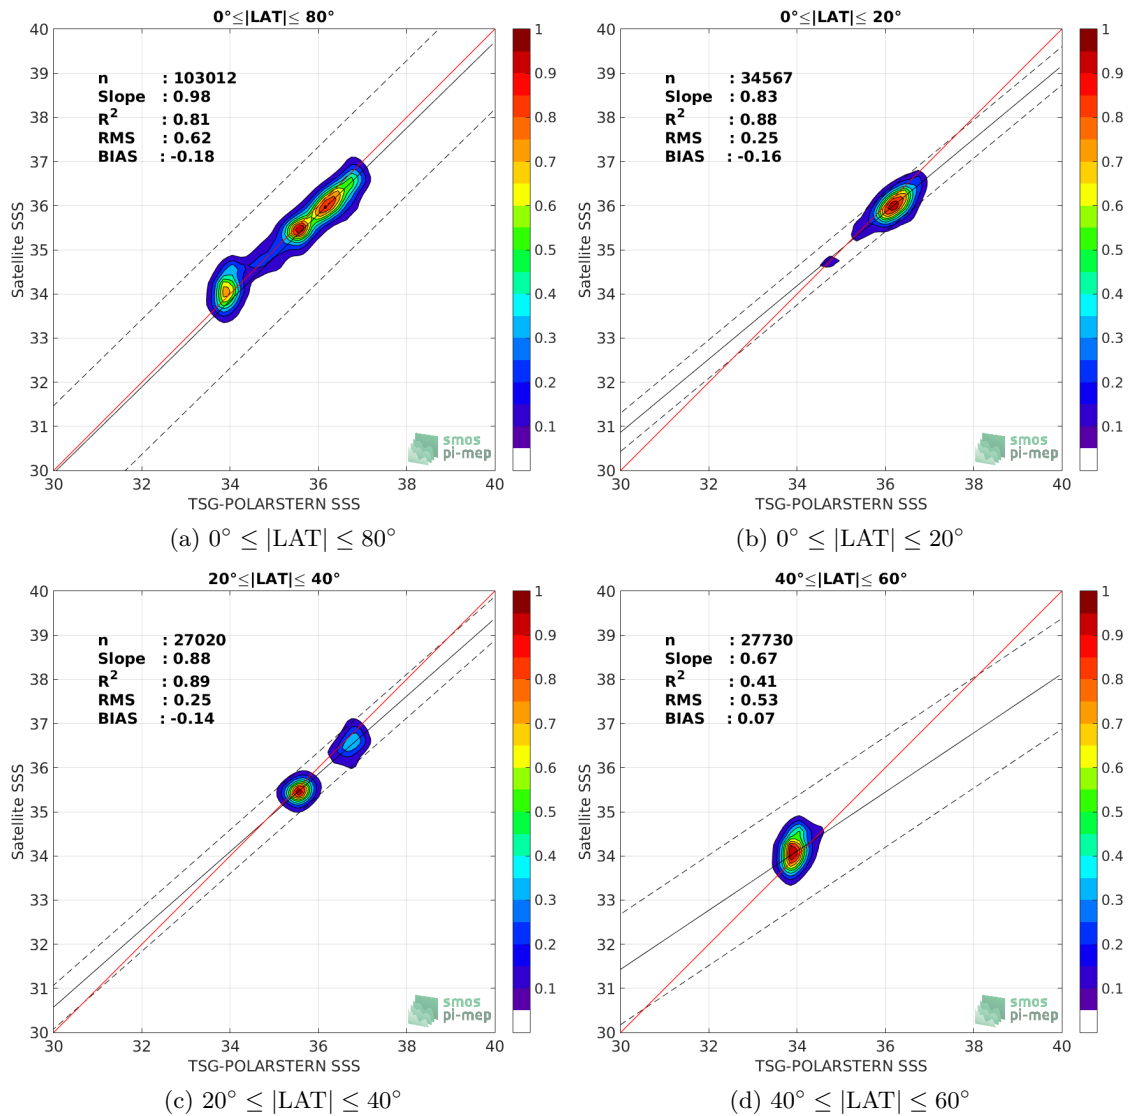 0°≤|LAT|≤ 80°
n : 103012
Slope : 0.98
R² : 0.81
RMS : 0.62
BIAS : -0.18
Satellite SSS
40
39
38
37
36
35
34
33
32
31
30
30 32 34 36 38 40
TSG-POLARSTERN SSS
1
0.9
0.8
0.7
0.6
0.5
0.4
0.3
0.2
0.1
smos
pi-mep
(a) 0° ≤ |LAT| ≤ 80°
0°≤|LAT|≤ 20°
n : 34567
Slope : 0.83
R² : 0.88
RMS : 0.25
BIAS : -0.16
Satellite SSS
40
39
38
37
36
35
34
33
32
31
30
30 32 34 36 38 40
TSG-POLARSTERN SSS
1
0.9
0.8
0.7
0.6
0.5
0.4
0.3
0.2
0.1
smos
pi-mep
(b) 0° ≤ |LAT| ≤ 20°
20°≤|LAT|≤ 40°
n : 27020
Slope : 0.88
R² : 0.89
RMS : 0.25
BIAS : -0.14
Satellite SSS
40
39
38
37
36
35
34
33
32
31
30
30 32 34 36 38 40
TSG-POLARSTERN SSS
1
0.9
0.8
0.7
0.6
0.5
0.4
0.3
0.2
0.1
smos
pi-mep
(c) 20° ≤ |LAT| ≤ 40°
40°≤|LAT|≤ 60°
n : 27730
Slope : 0.67
R² : 0.41
RMS : 0.53
BIAS : 0.07
Satellite SSS
40
39
38
37
36
35
34
33
32
31
30
30 32 34 36 38 40
TSG-POLARSTERN SSS
1
0.9
0.8
0.7
0.6
0.5
0.4
0.3
0.2
0.1
smos
pi-mep
(d) 40° ≤ |LAT| ≤ 60°